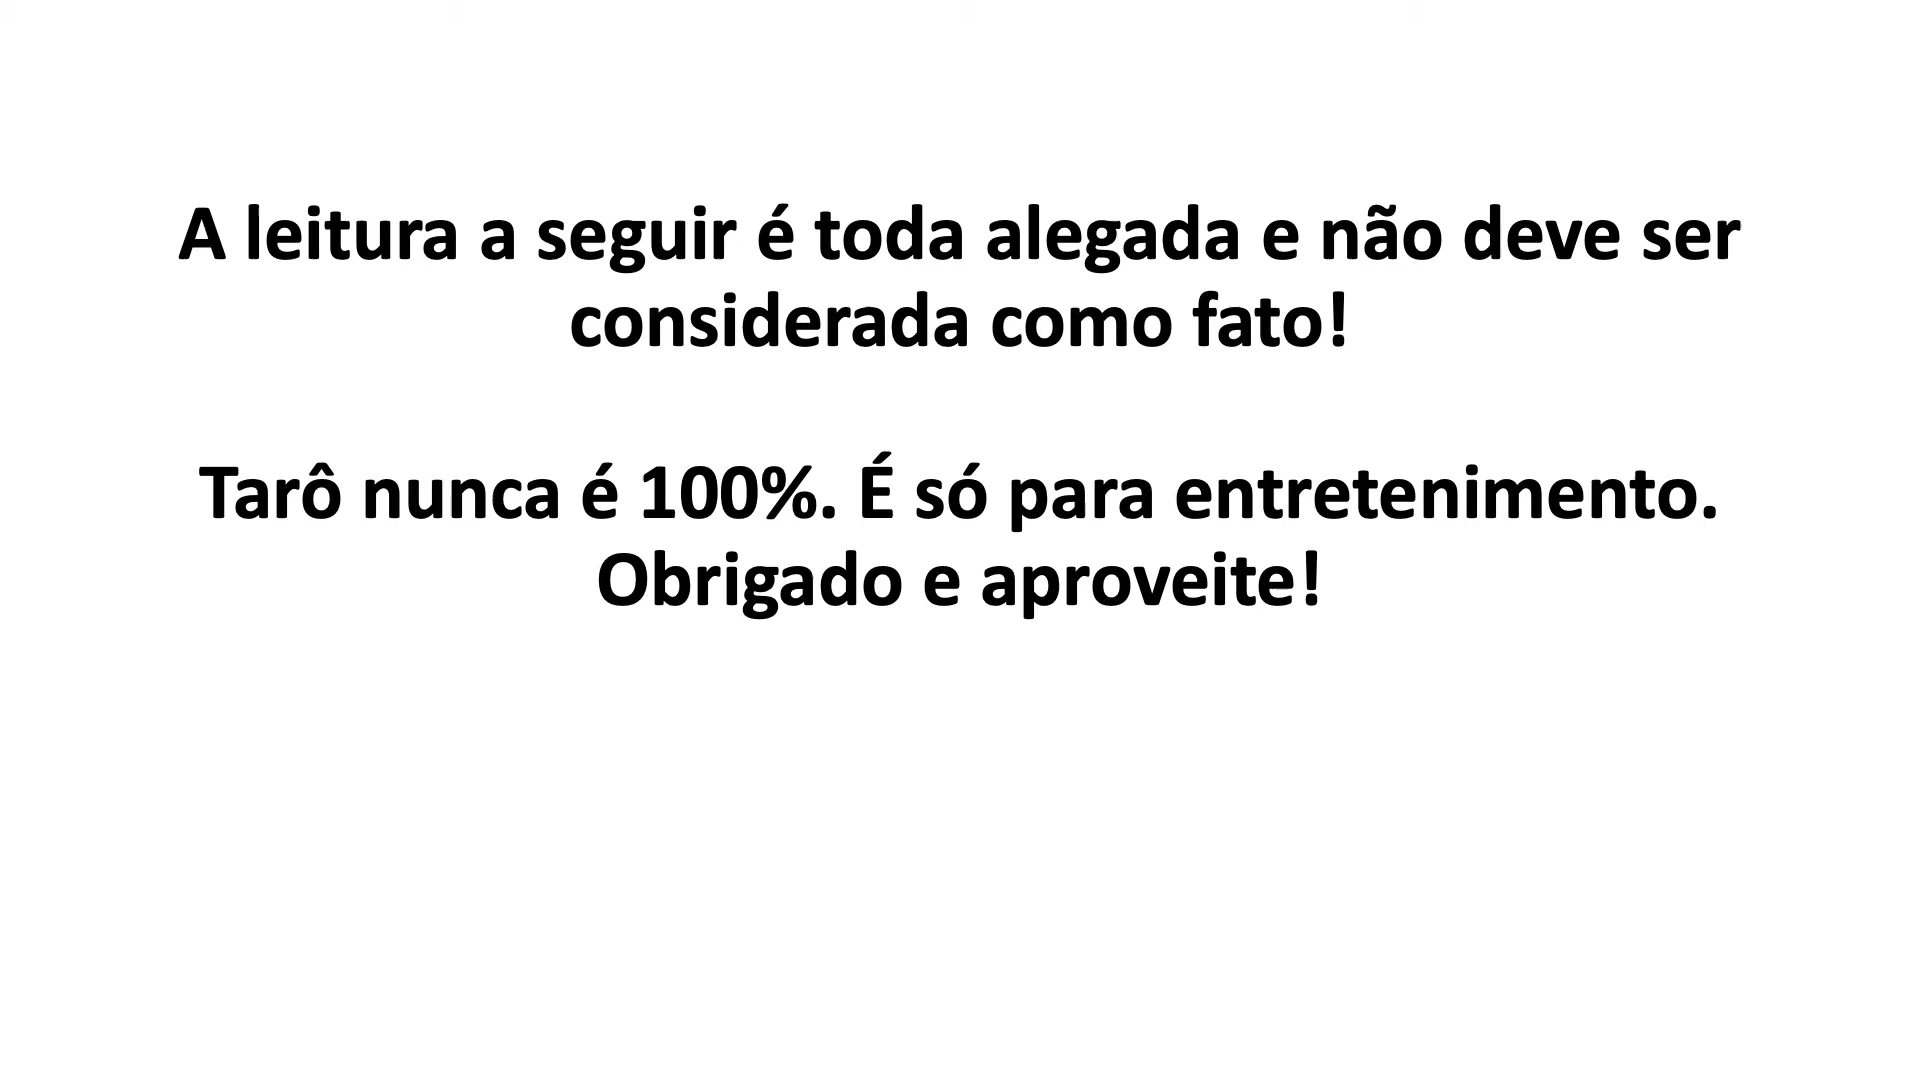 A leitura a seguir é toda alegada e não deve ser
considerada como fato!
Tarô nunca é 100%. É só para entretenimento.
Obrigado e aproveite!